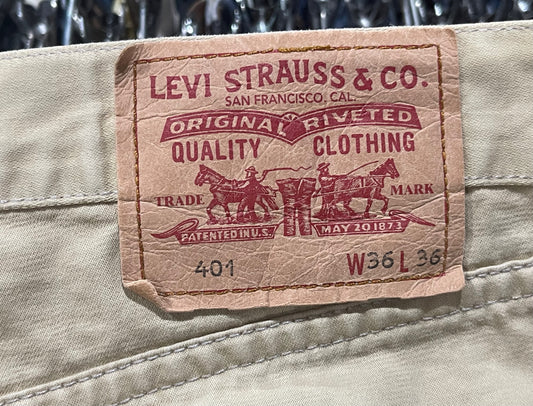 LEVI STRAUSS & CO.
SAN FRANCISCO, CAL.
ORIGINAL RIVETED
QUALITY CLOTHING
TRADE MARK
PATENTED IN U.S. MAY 20 1873
401 W36 L 36